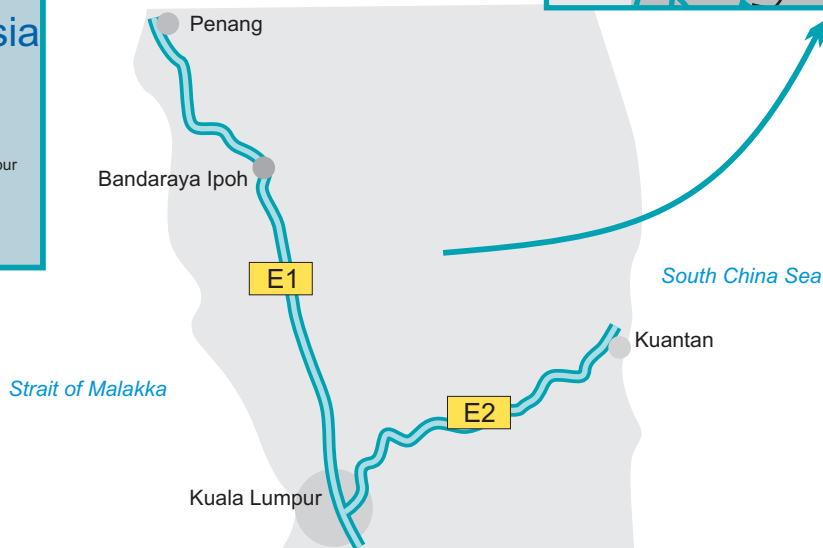 Penang
Bandaraya Ipoh
E1
South China Sea
Kuantan
Strait of Malakka
E2
Kuala Lumpur